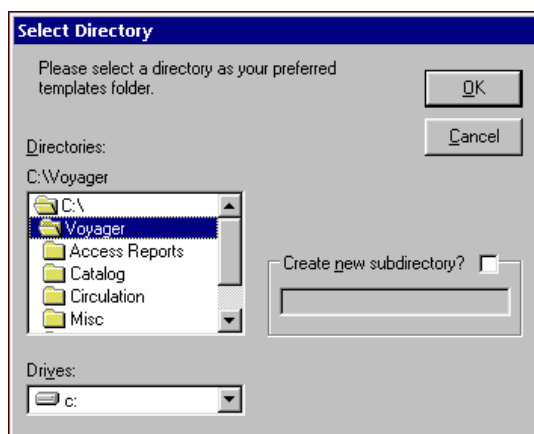 Select Directory
Please select a directory as your preferred
templates folder.
OK
Cancel
Directories:
C:\Voyager
C:\
Voyager
Access Reports
Catalog
Circulation
Misc
Create new subdirectory?
Drives:
c: